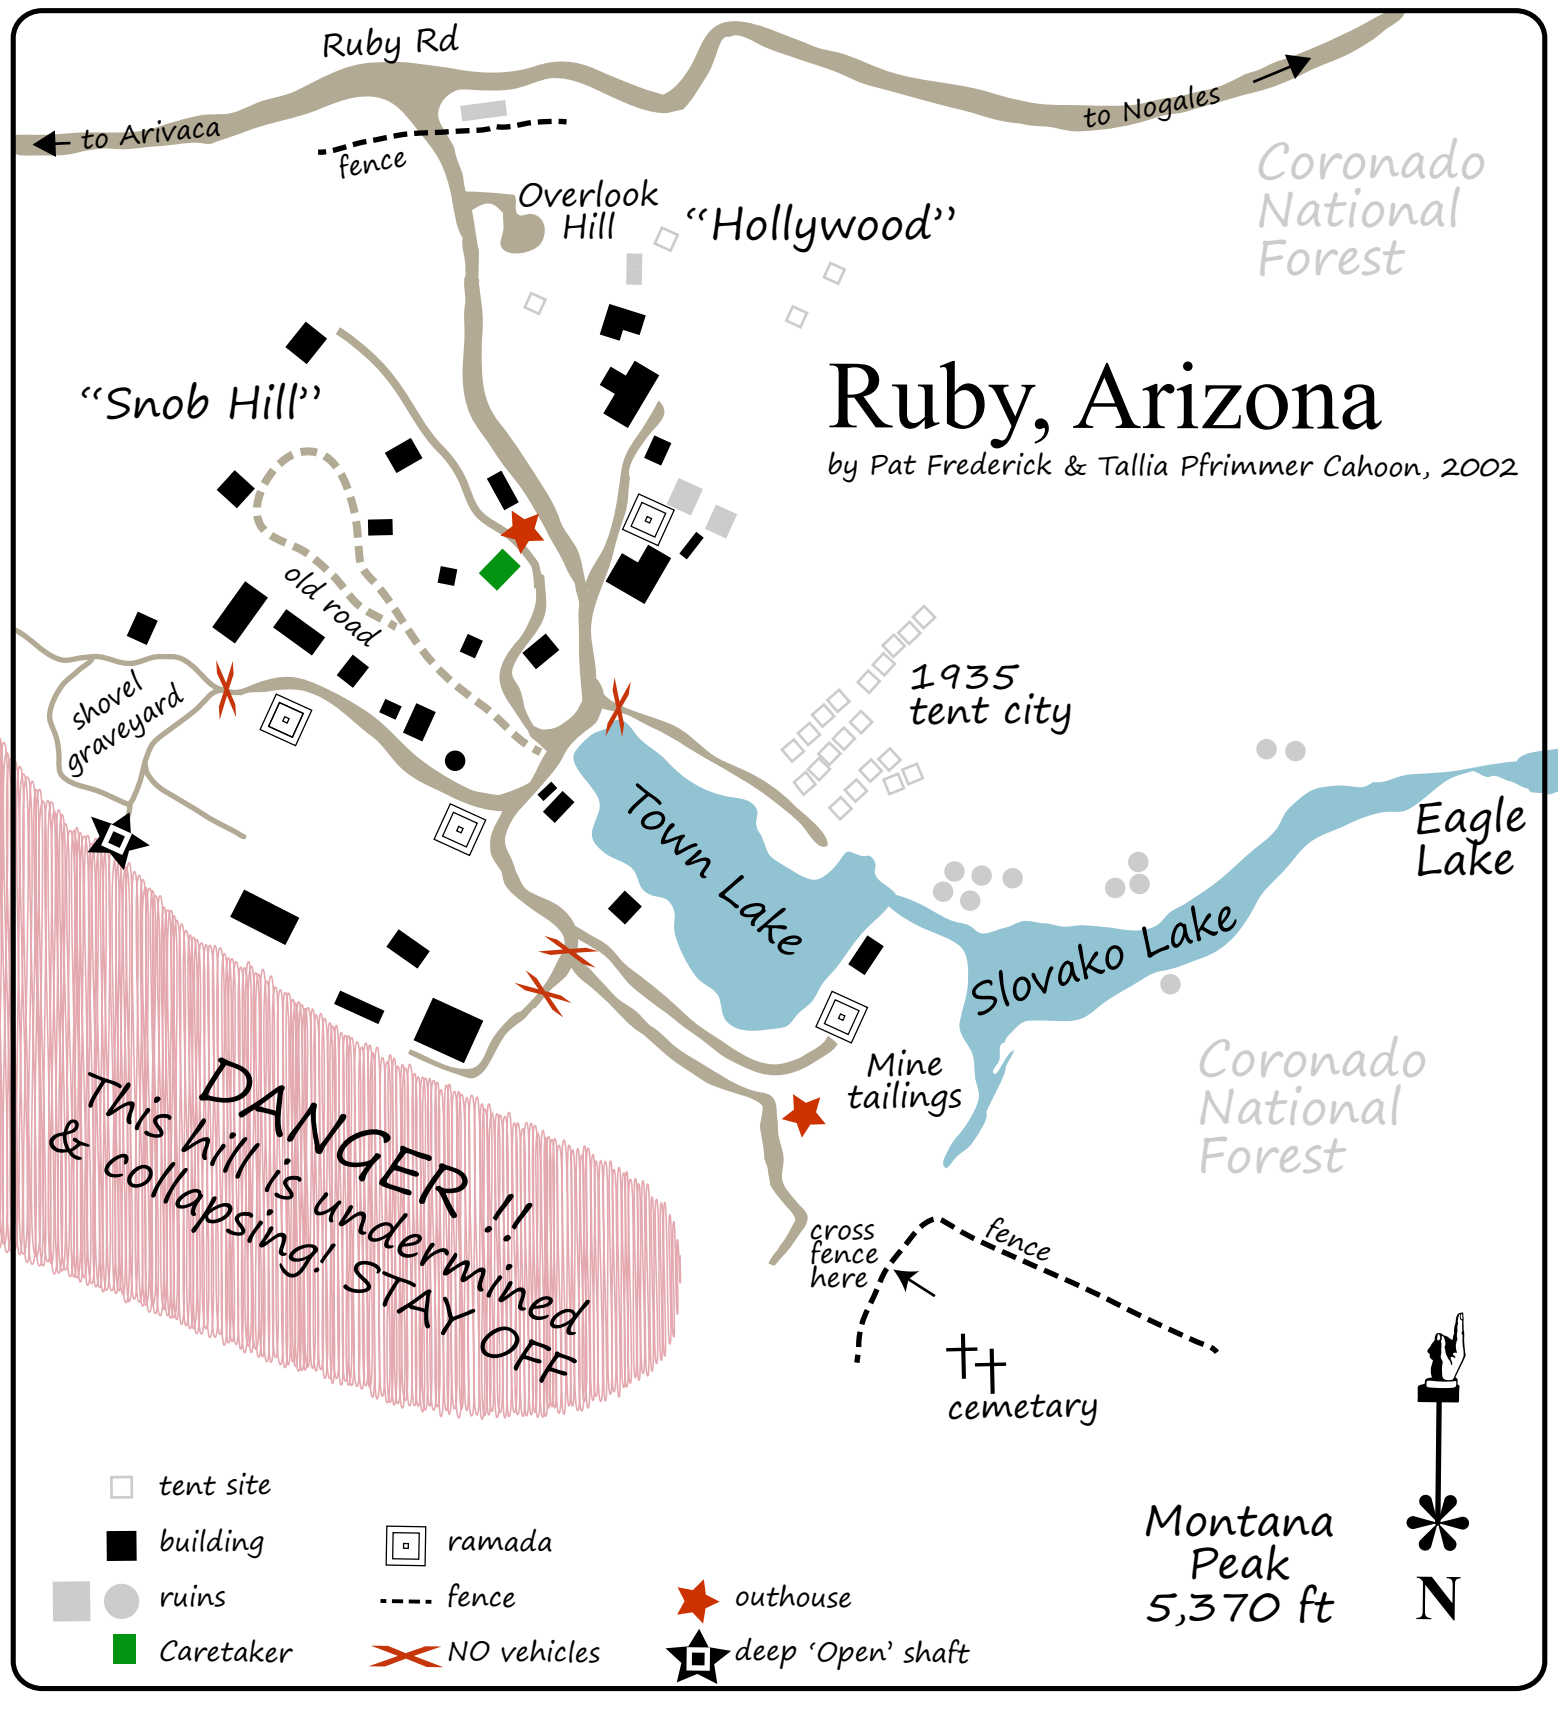 Ruby Rd
to Arivaca
to Nogales
fence
Overlook
Hill
“Hollywood”
Coronado
National
Forest
“Snob Hill”
Ruby, Arizona
by Pat Frederick & Tallia Pfrimmer Cahoon, 2002
old road
shovel
graveyard
1935
tent city
Town Lake
Eagle
Lake
Slovako Lake
Mine
tailings
Coronado
National
Forest
DANGER !!
This hill is undermined
& collapsing! STAY OFF
cross
fence
here
fence
cemetary
tent site
building
ruins
Caretaker
ramada
fence
NO vehicles
outhouse
deep ‘Open’ shaft
Montana
Peak
5,370 ft
N